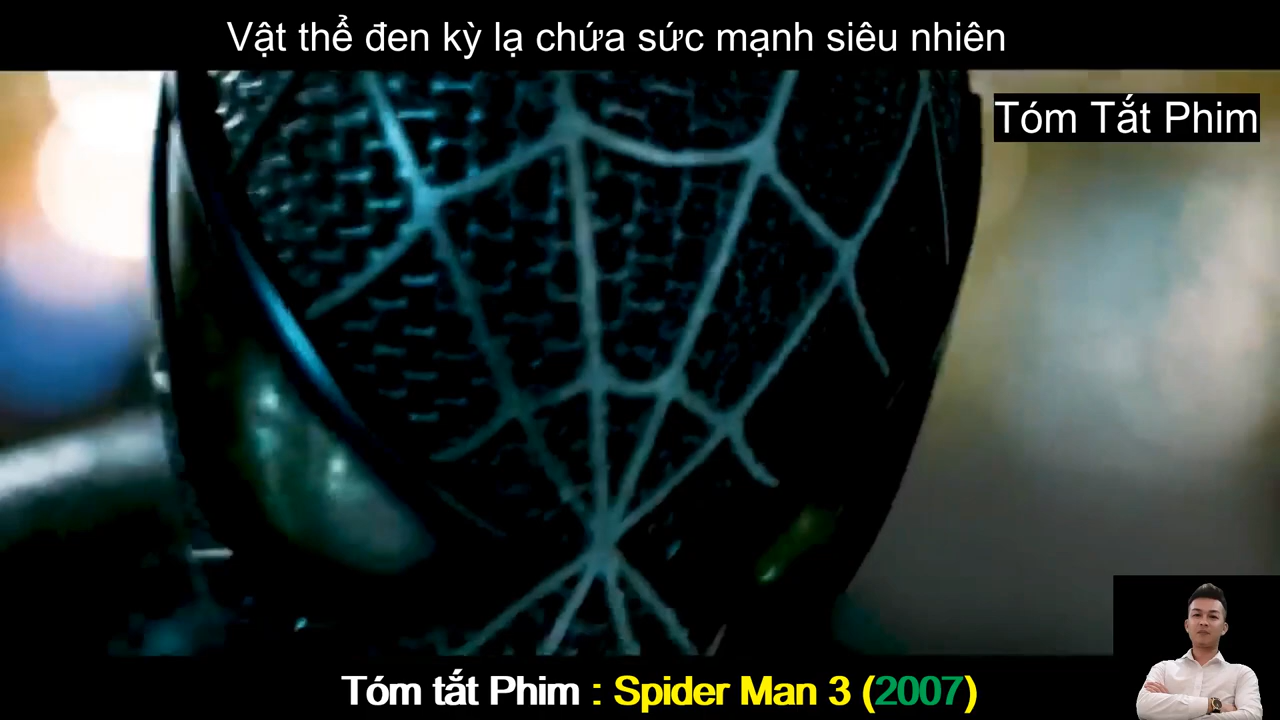 Vật thể đen kỳ lạ chứa sức mạnh siêu nhiên
Tóm Tắt Phim
Tóm tắt Phim : Spider Man 3 (2007)